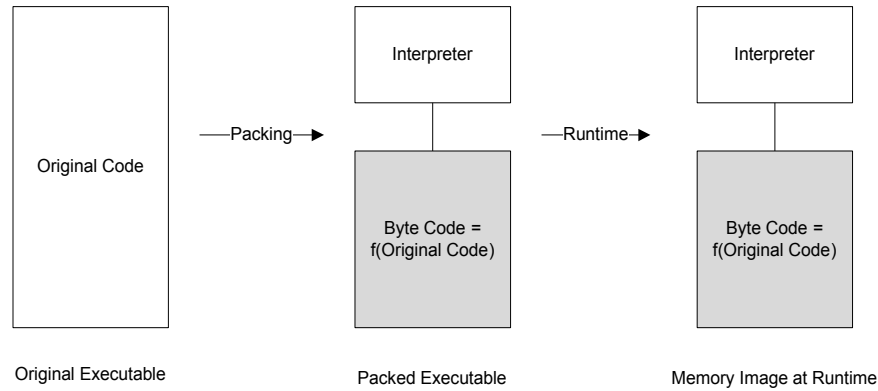 Original Code
Packing
Interpreter
Byte Code =
f(Original Code)
Runtime
Interpreter
Byte Code =
f(Original Code)
Original Executable
Packed Executable
Memory Image at Runtime